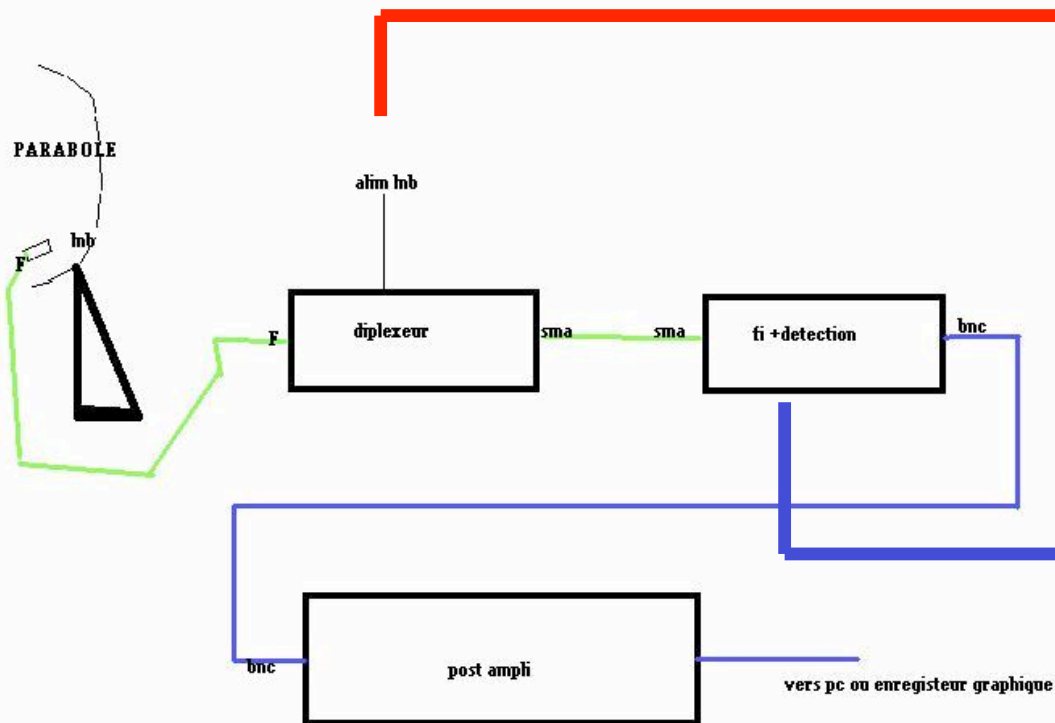 PARABOLE
alim lnb
lnb
F
F
diplexeur
sma
sma
fi +detection
bnc
bnc
post ampli
vers pc ou enregisteur graphique